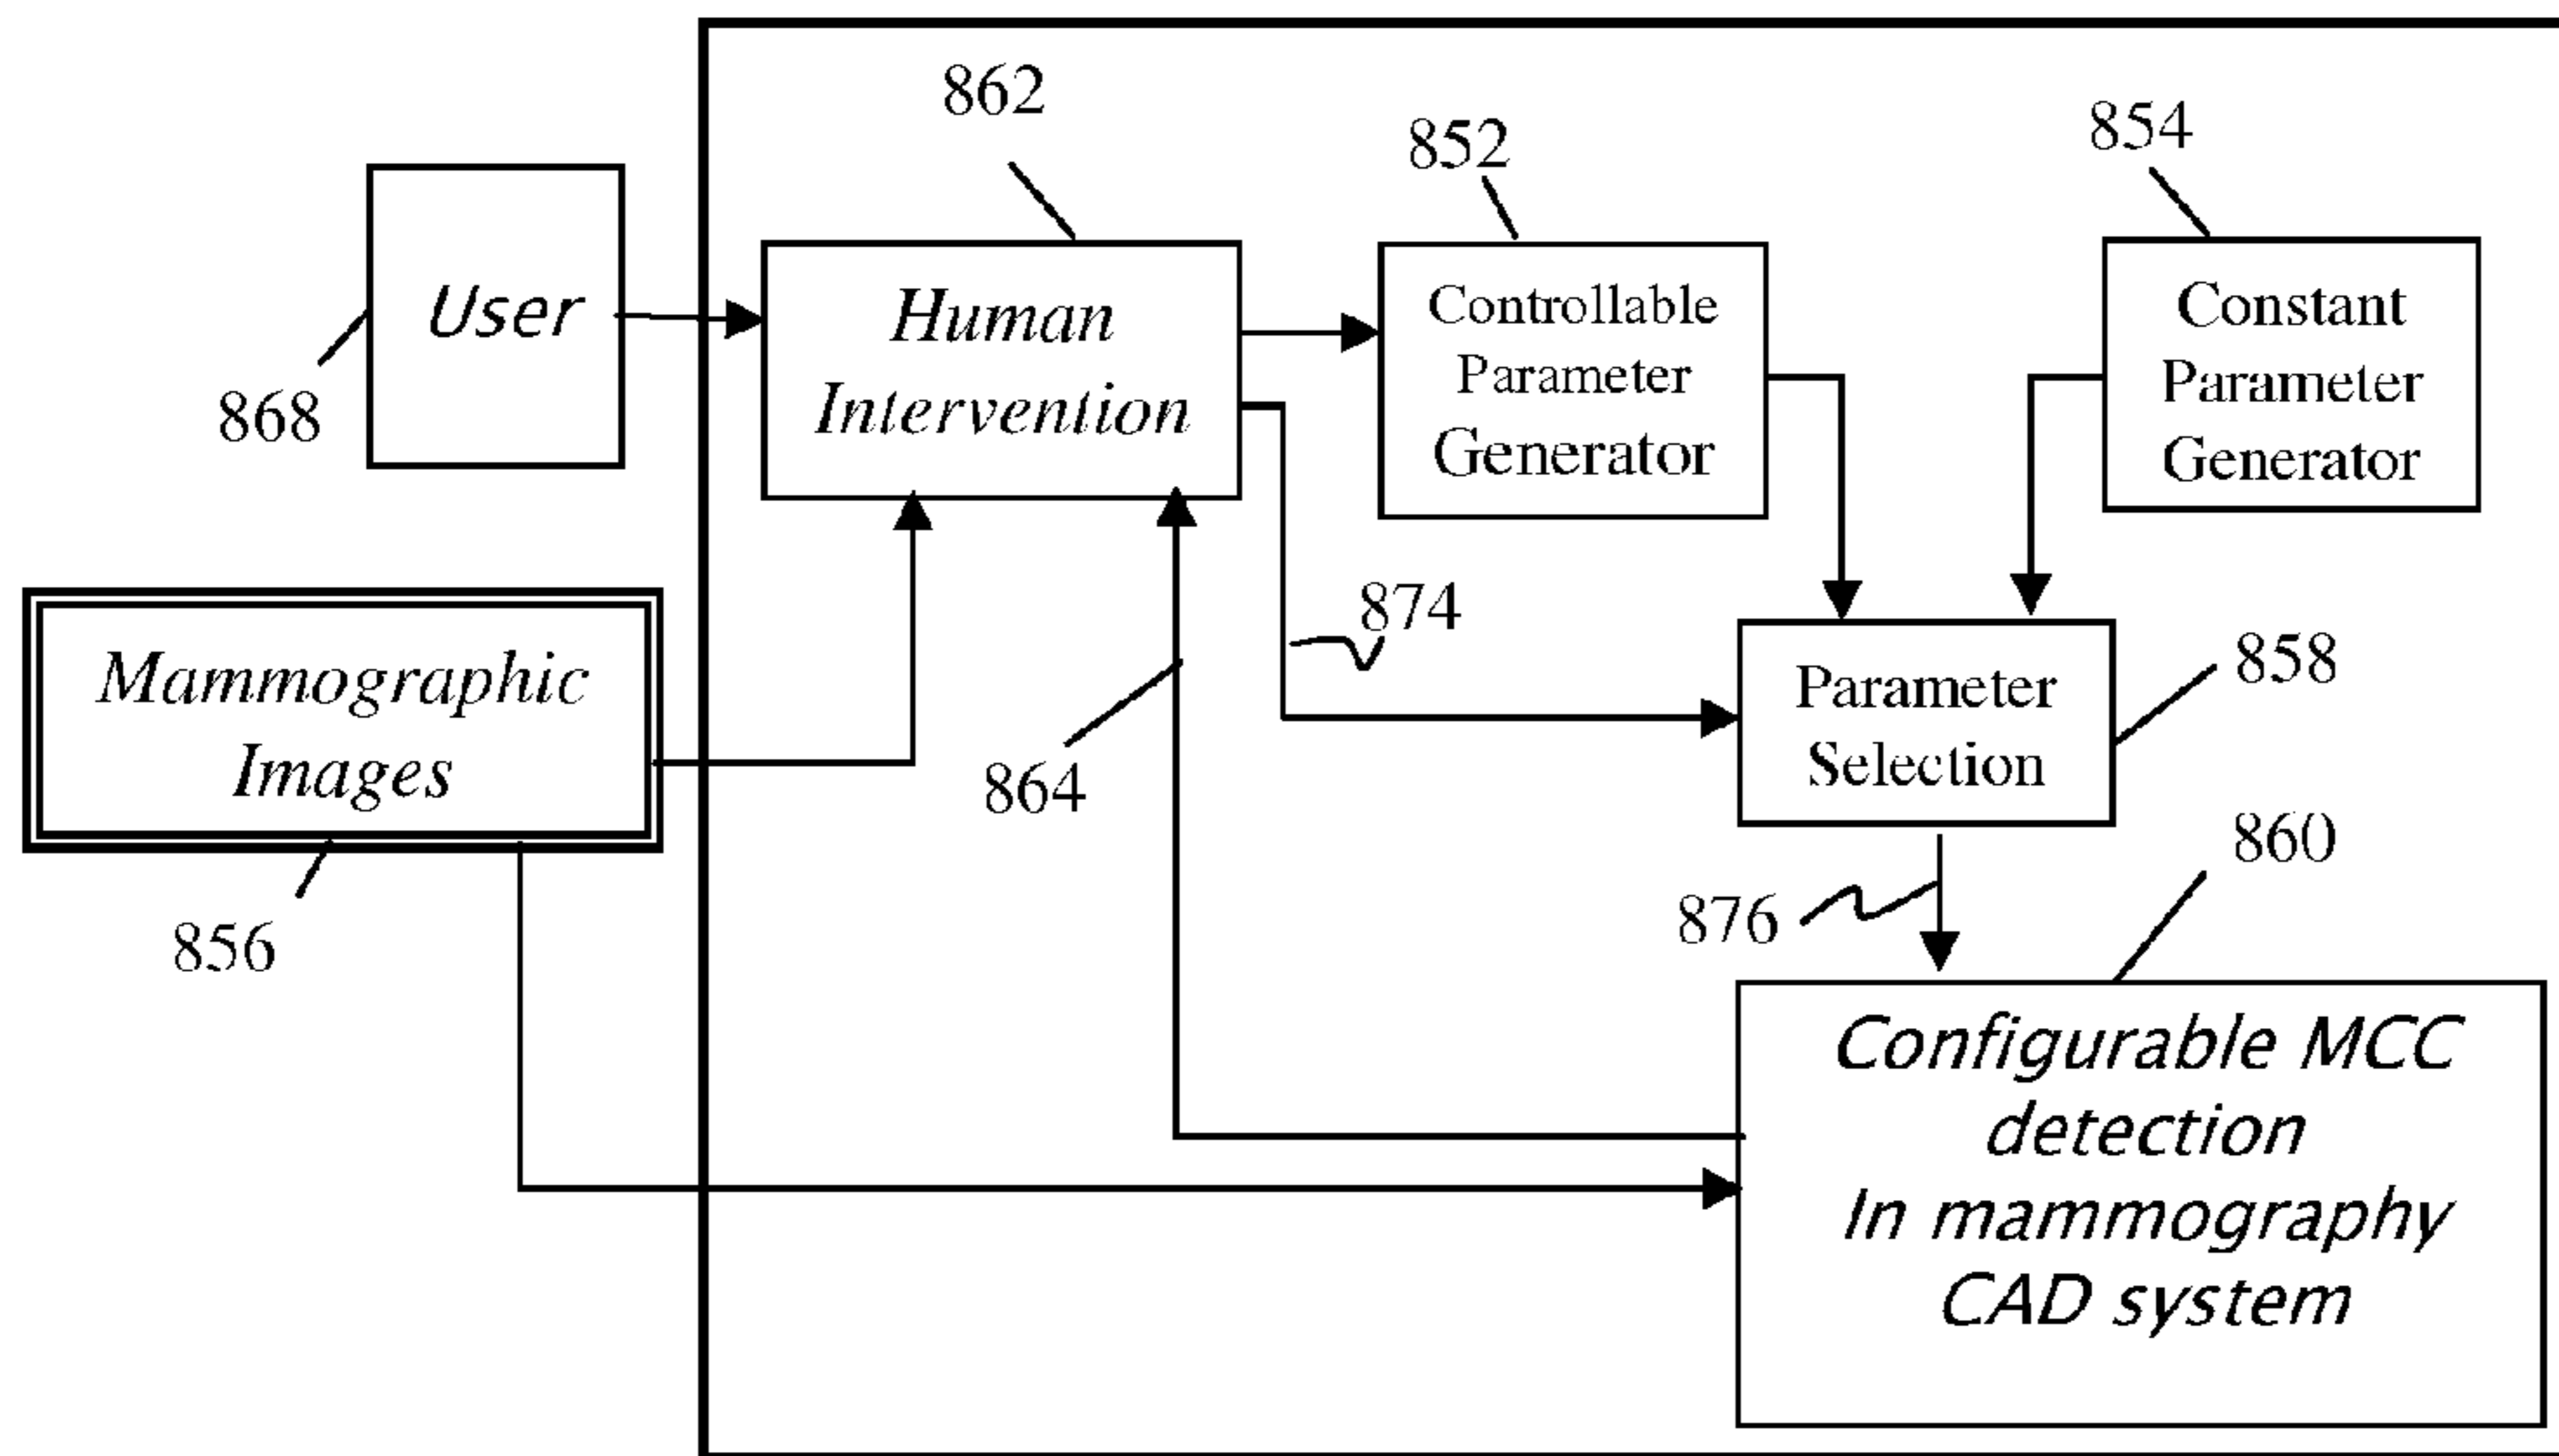 862
852
854
868
User
Human
Intervention
Controllable
Parameter
Generator
Constant
Parameter
Generator
Mammographic
Images
856
864
874
Parameter
Selection
858
876
860
Configurable MCC
detection
In mammography
CAD system